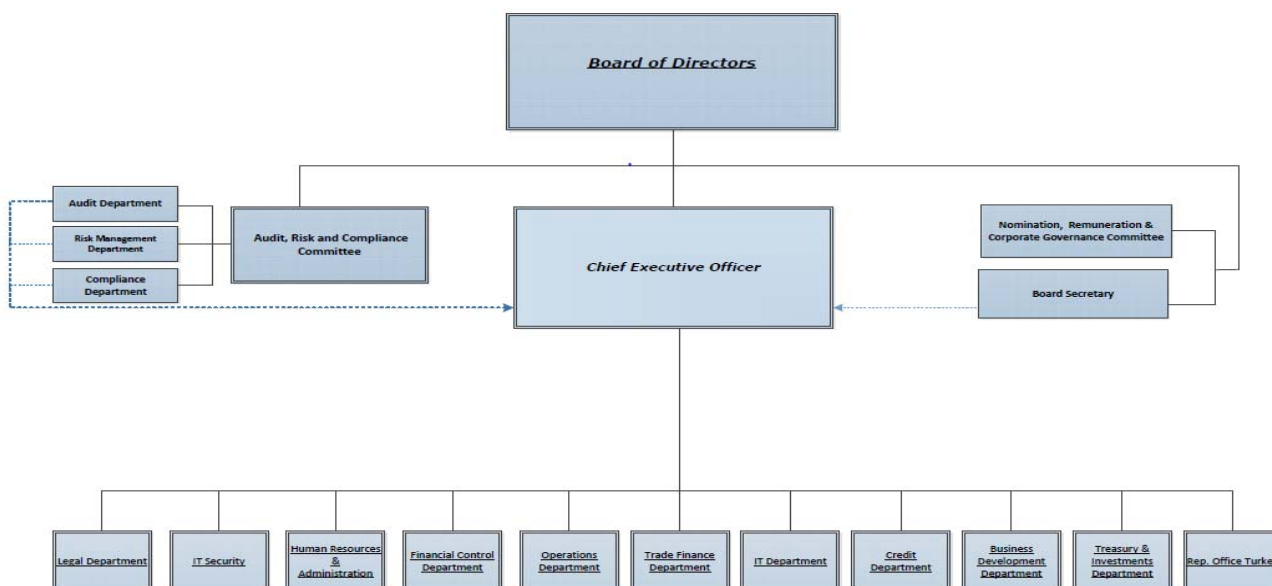 Board of Directors
Audit Department
Risk Management
Department
Compliance
Department
Audit, Risk and Compliance
Committee
Chief Executive Officer
Nomination, Remuneration &
Corporate Governance Committee
Board Secretary
Legal Department
IT Security
Human Resources
&
Administration
Financial Control
Department
Operations
Department
Trade Finance
Department
IT Department
Credit
Department
Business
Development
Department
Treasury &
Investments
Department
Rep. Office Turke